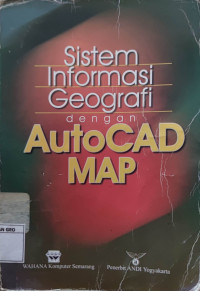 Sistem
Informasi
Geografi
dengan
AutoCAD
MAP
WAHANA Komputer Semarang
Penerbit ANDI Yogyakarta